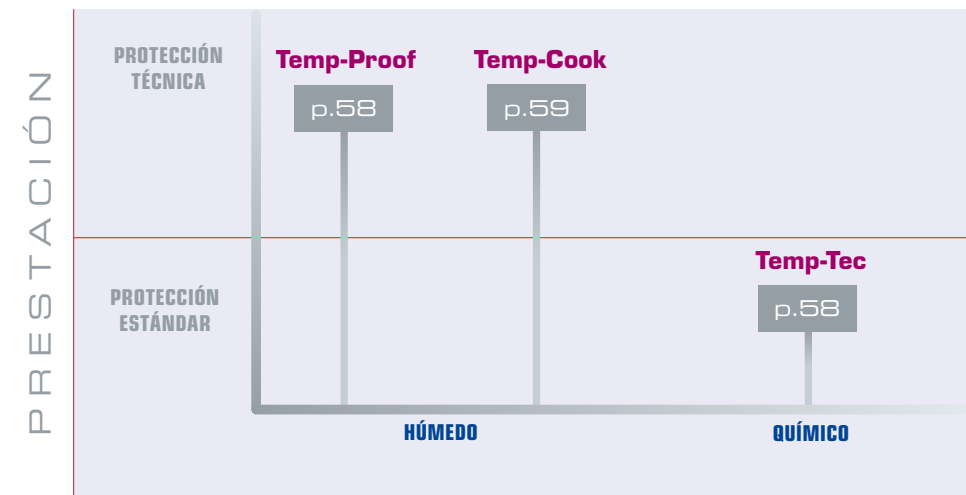 PRESTACIÓN
PROTECCIÓN
TÉCNICA
Temp-Proof
p.58
Temp-Cook
p.59
PROTECCIÓN
ESTÁNDAR
Temp-Tec
p.58
HÚMEDO
QUÍMICO